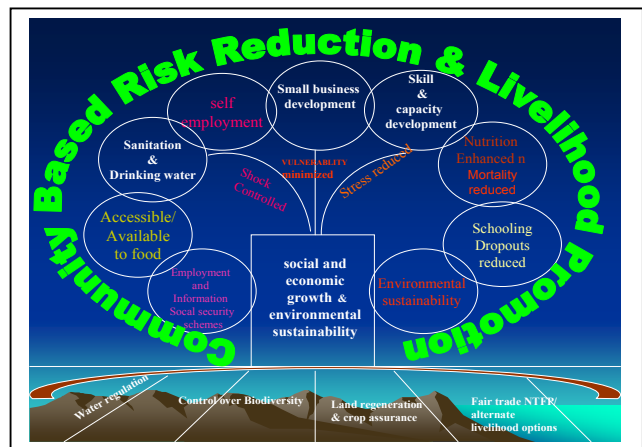 Community Based Risk Reduction & Livelihood Promotion
Small business
development
Skill
&
capacity
development
self
employment
Sanitation
&
Drinking water
Nutrition
Enhanced n
Mortality
reduced
VULNERABLITY
minimized
Shock
Controlled
Stress reduced
Accessible/
Available
to food
Schooling
Dropouts
reduced
Employment
and
Information
Socal security
schemes
social and
economic
growth &
environmental
sustainability
Environmental
sustainability
Water regulation
Control over Biodiversity
Land regeneration
& crop assurance
Fair trade NTFP/
alternate
livelihood options